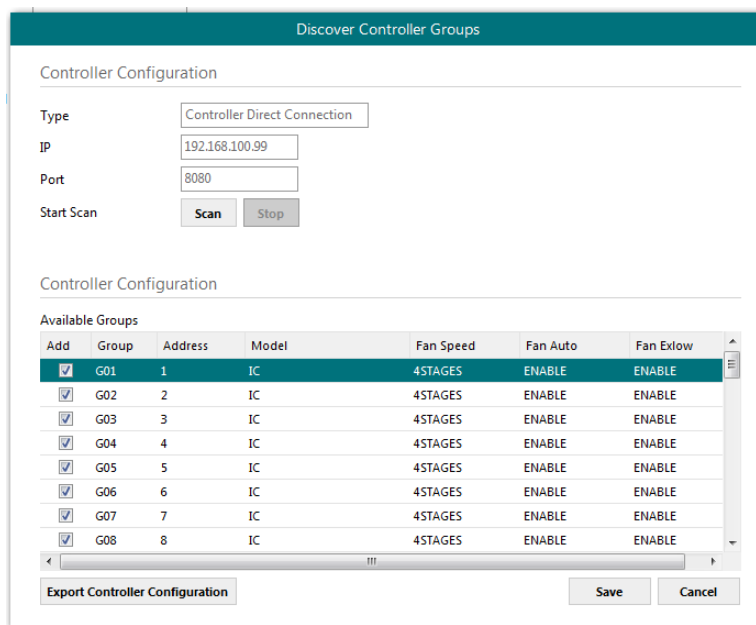 Discover Controller Groups
Controller Configuration
Type Controller Direct Connection
IP 192.168.100.99
Port 8080
Start Scan Scan Stop
Controller Configuration
Available Groups
Add Group Address Model Fan Speed Fan Auto Fan Exlow
G01 1 IC 4STAGES ENABLE ENABLE
G02 2 IC 4STAGES ENABLE ENABLE
G03 3 IC 4STAGES ENABLE ENABLE
G04 4 IC 4STAGES ENABLE ENABLE
G05 5 IC 4STAGES ENABLE ENABLE
G06 6 IC 4STAGES ENABLE ENABLE
G07 7 IC 4STAGES ENABLE ENABLE
G08 8 IC 4STAGES ENABLE ENABLE
Export Controller Configuration Save Cancel